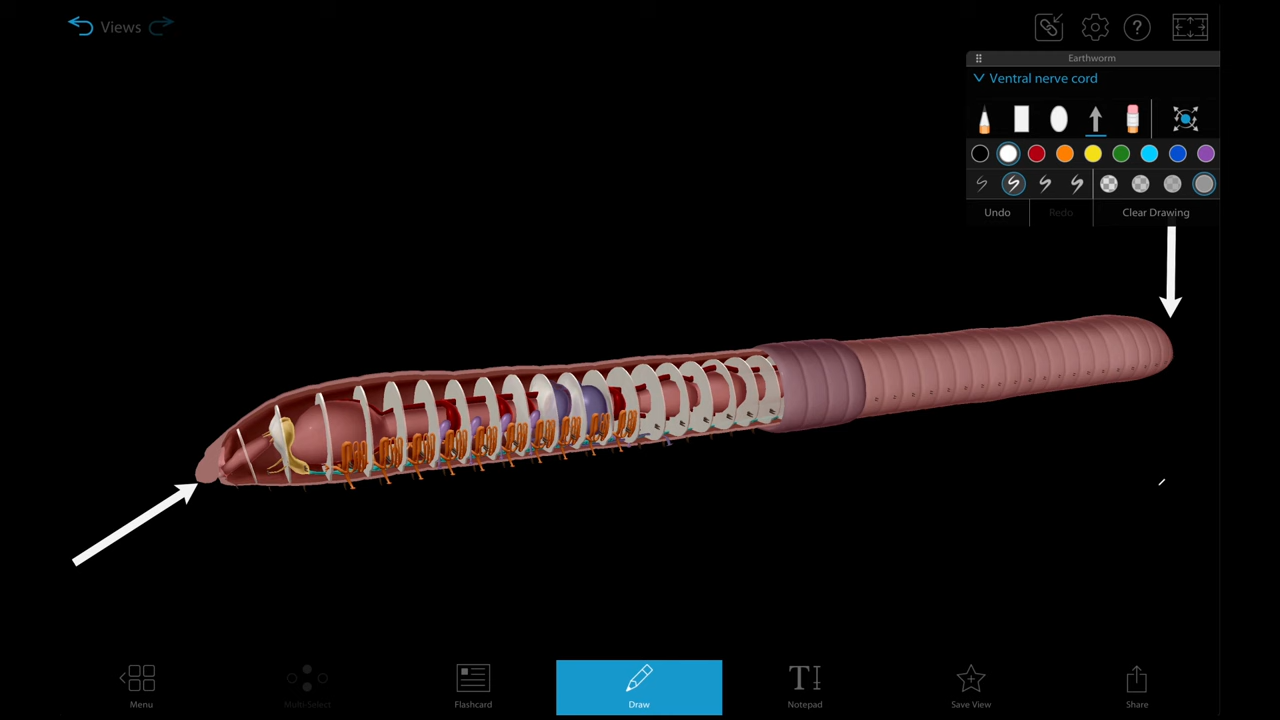 Views
Earthworm
Ventral nerve cord
Undo
Redo
Clear Drawing
Menu
Multi-Select
Flashcard
Draw
Notepad
Save View
Share